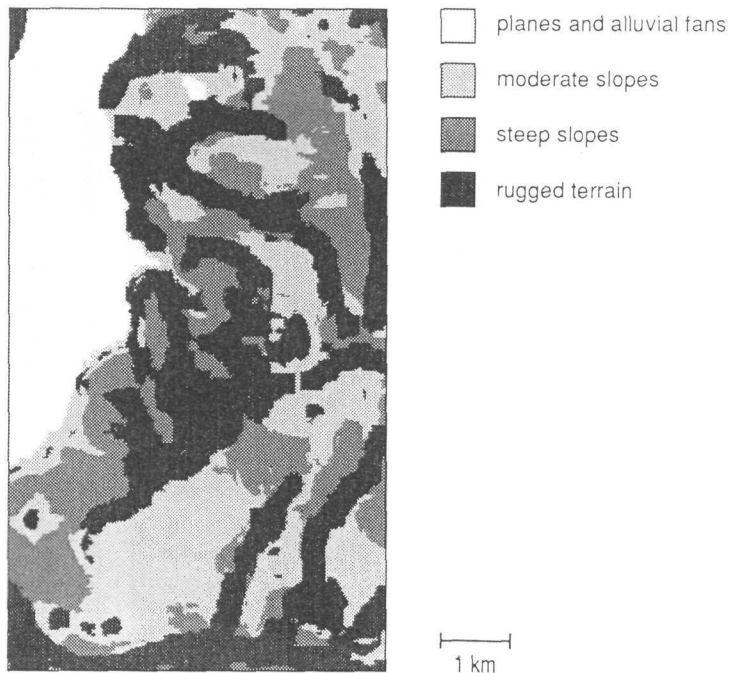 planes and alluvial fans
moderate slopes
steep slopes
rugged terrain
1 km